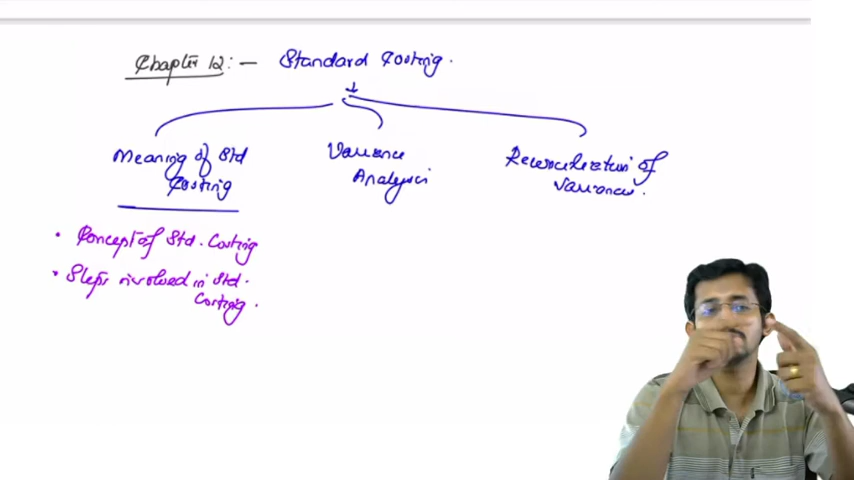 Chapter 12:- Standard Costing.
Meaning of Std
Costing
Variance
Analysis
Reconciliation of
Variances.
• Concept of Std. Costing
• Steps involved in Std.
Costing.